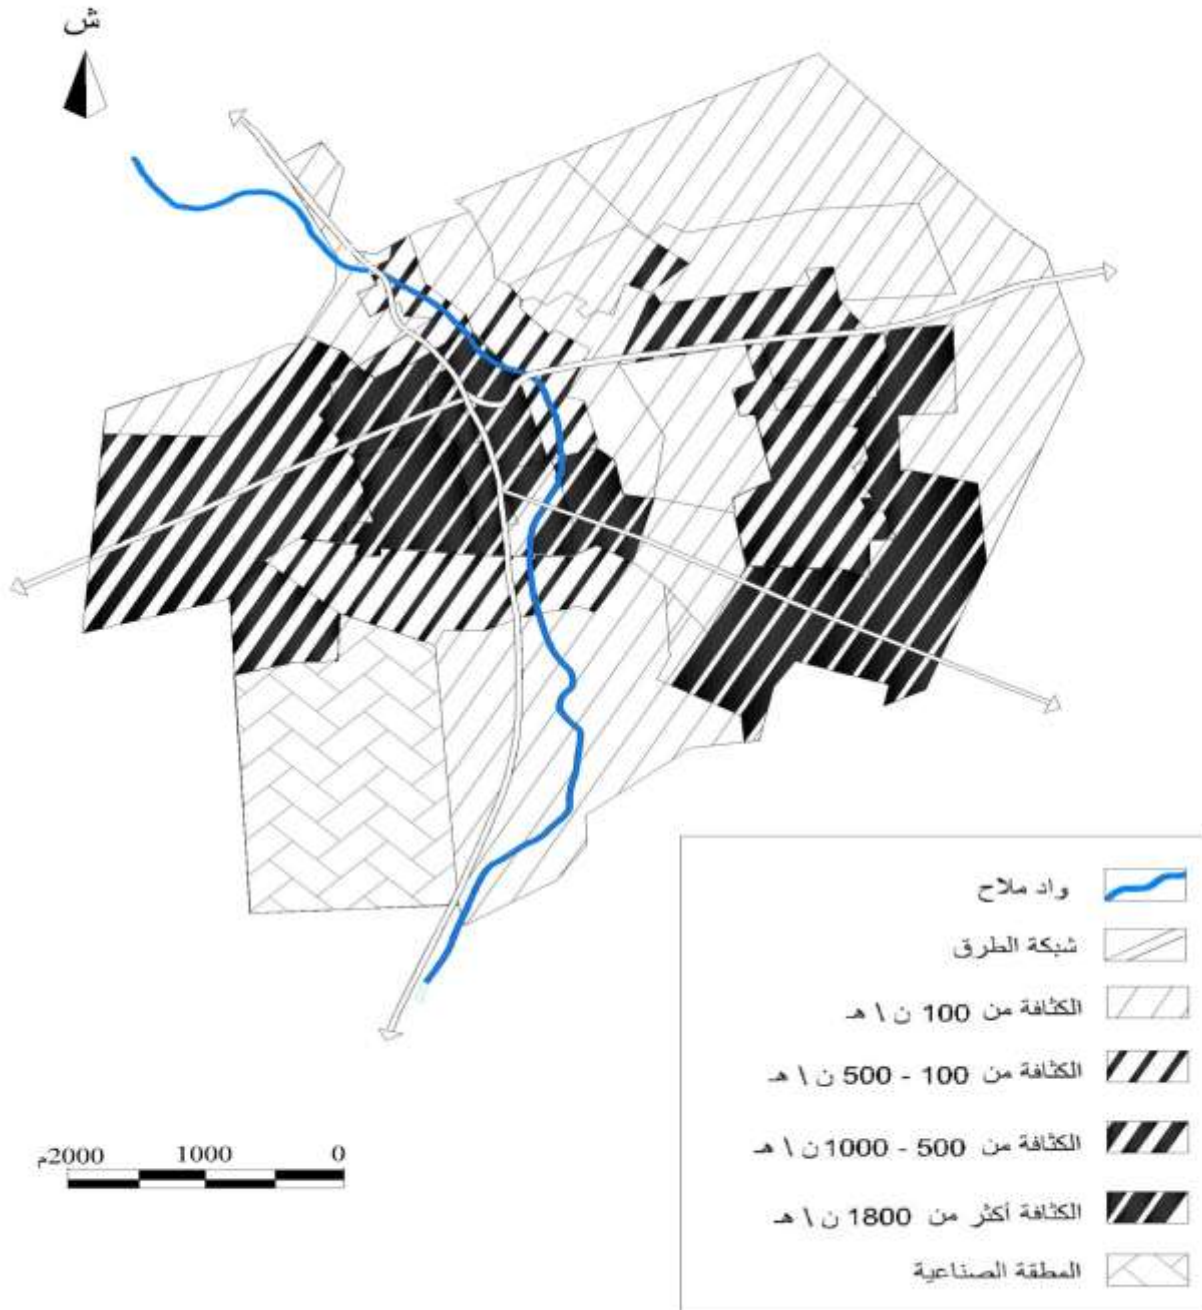 ش
واد ملاح
شبكة الطرق
الكثافة من 100 ن \ هـ
الكثافة من 100 - 500 ن \ هـ
الكثافة من 500 - 1000 ن \ هـ
الكثافة أكثر من 1800 ن \ هـ
المطقة الصناعية
0 1000 2000م